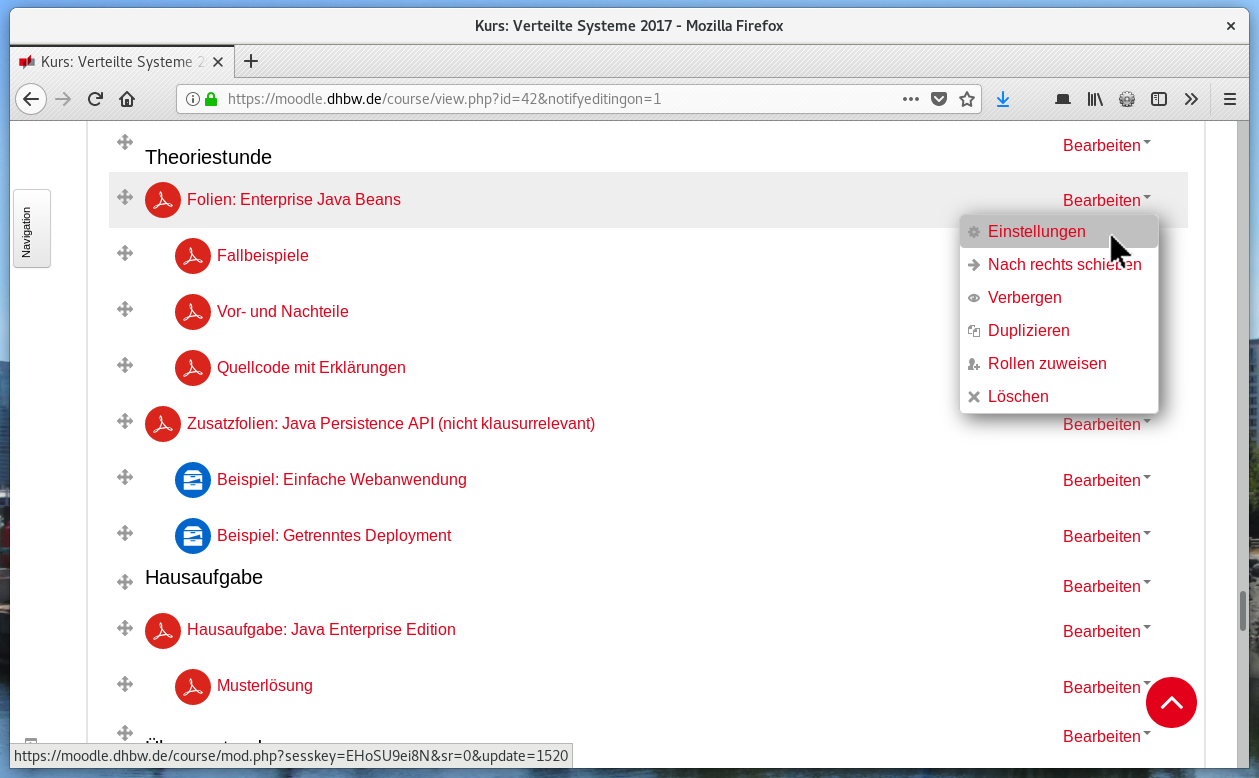 Kurs: Verteilte Systeme 2017 - Mozilla Firefox
Kurs: Verteilte Systeme 2
https://moodle.dhbw.de/course/view.php?id=42&notifyeditingon=1
Navigation
Theoriestunde Bearbeiten
Folien: Enterprise Java Beans Bearbeiten
Einstellungen
Fallbeispiele
Nach rechts schieben
Verbergen
Vor- und Nachteile
Duplizieren
Quellcode mit Erklärungen
Rollen zuweisen
Löschen
Zusatzfolien: Java Persistence API (nicht klausurrelevant) Bearbeiten
Beispiel: Einfache Webanwendung Bearbeiten
Beispiel: Getrenntes Deployment Bearbeiten
Hausaufgabe Bearbeiten
Hausaufgabe: Java Enterprise Edition Bearbeiten
Musterlösung Bearbeiten
Bearbeiten
https://moodle.dhbw.de/course/mod.php?sesskey=EHoSU9ei8N&sr=0&update=1520